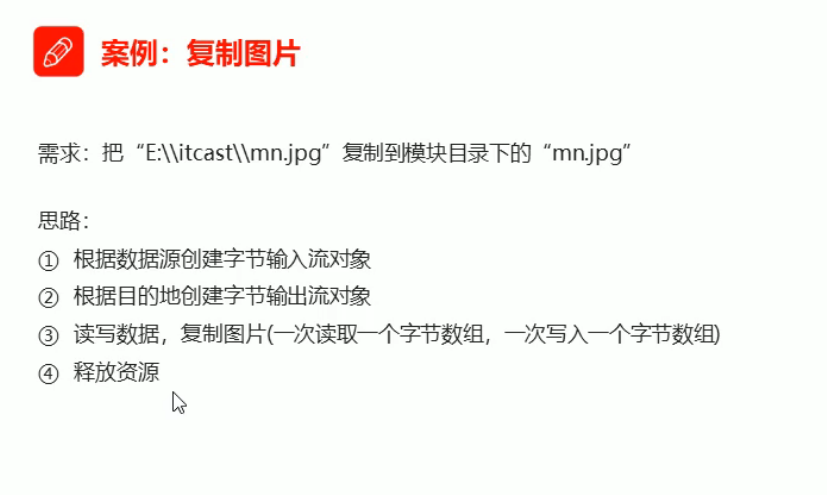 案例：复制图片
需求：把“E:\\itcast\\mn.jpg”复制到模块目录下的“mn.jpg”
思路：
① 根据数据源创建字节输入流对象
② 根据目的地创建字节输出流对象
③ 读写数据，复制图片(一次读取一个字节数组，一次写入一个字节数组)
④ 释放资源